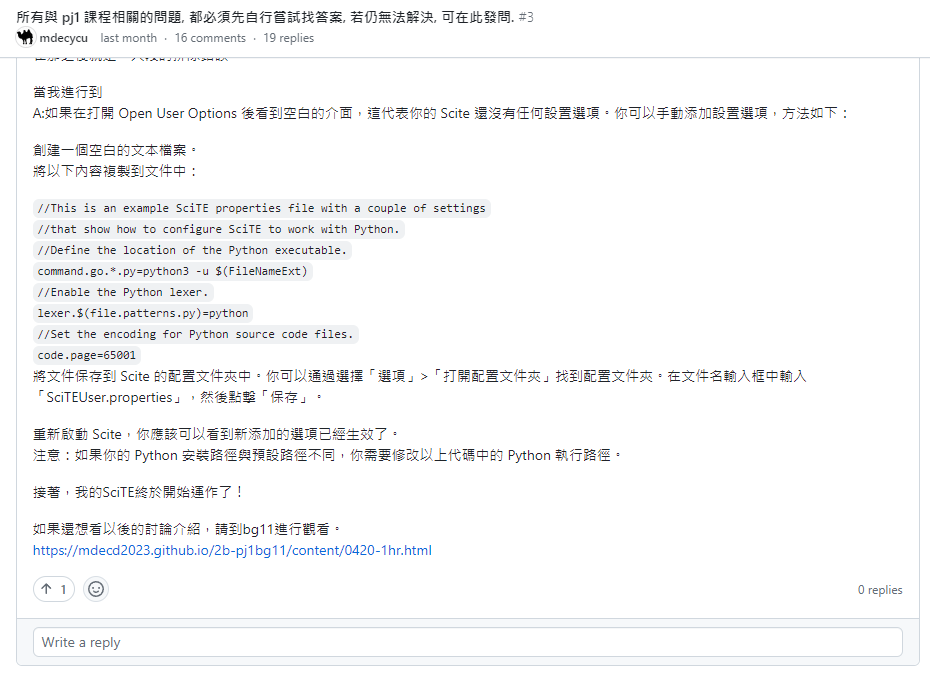 所有與 pj1 課程相關的問題, 都必須先自行嘗試找答案, 若仍無法解決, 可在此發問. #3
mdecycu last month · 16 comments · 19 replies
當我進行到
A:如果在打開 Open User Options 後看到空白的介面，這代表你的 Scite 還沒有任何設置選項。你可以手動添加設置選項，方法如下：
創建一個空白的文本檔案。
將以下內容複製到文件中：
//This is an example SciTE properties file with a couple of settings
//that show how to configure SciTE to work with Python.
//Define the location of the Python executable.
command.go.*.py=python3 -u $(FileNameExt)
//Enable the Python lexer.
lexer.$(file.patterns.py)=python
//Set the encoding for Python source code files.
code.page=65001
將文件保存到 Scite 的配置文件夾中。你可以通過選擇「選項」>「打開配置文件夾」找到配置文件夾。在文件名輸入框中輸入
「SciTEUser.properties」，然後點擊「保存」。
重新啟動 Scite，你應該可以看到新添加的選項已經生效了。
注意：如果你的 Python 安裝路徑與預設路徑不同，你需要修改以上代碼中的 Python 執行路徑。
接著，我的SciTE終於開始運作了！
如果還想看以後的討論介紹，請到bg11進行觀看。
https://mdecd2023.github.io/2b-pj1bg11/content/0420-1hr.html
1
0 replies
Write a reply